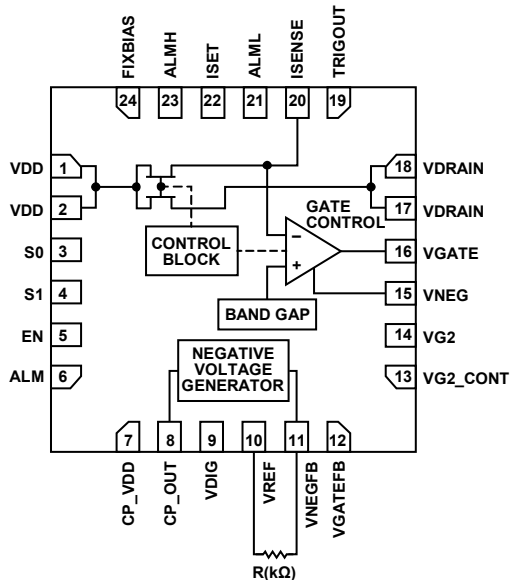 FIXBIAS
ALMH
ISET
ALML
ISENSE
TRIGOUT
24
23
22
21
20
19
VDD 1
18 VDRAIN
VDD 2
17 VDRAIN
S0 3
16 VGATE
S1 4
15 VNEG
EN 5
14 VG2
ALM 6
13 VG2_CONT
GATE
CONTROL
–
+
CONTROL
BLOCK
BAND GAP
NEGATIVE
VOLTAGE
GENERATOR
7
8
9
10
11
12
CP_VDD
CP_OUT
VDIG
VREF
VNEGFB
VGATEFB
R(kΩ)